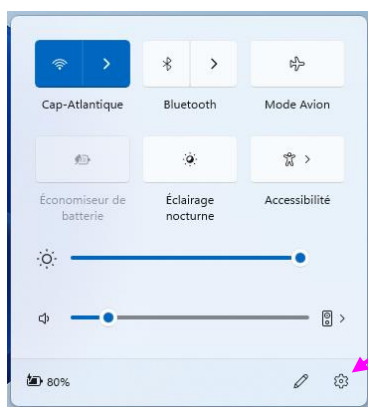 Cap-Atlantique Bluetooth Mode Avion
Économiseur de batterie Éclairage nocturne Accessibilité
80%